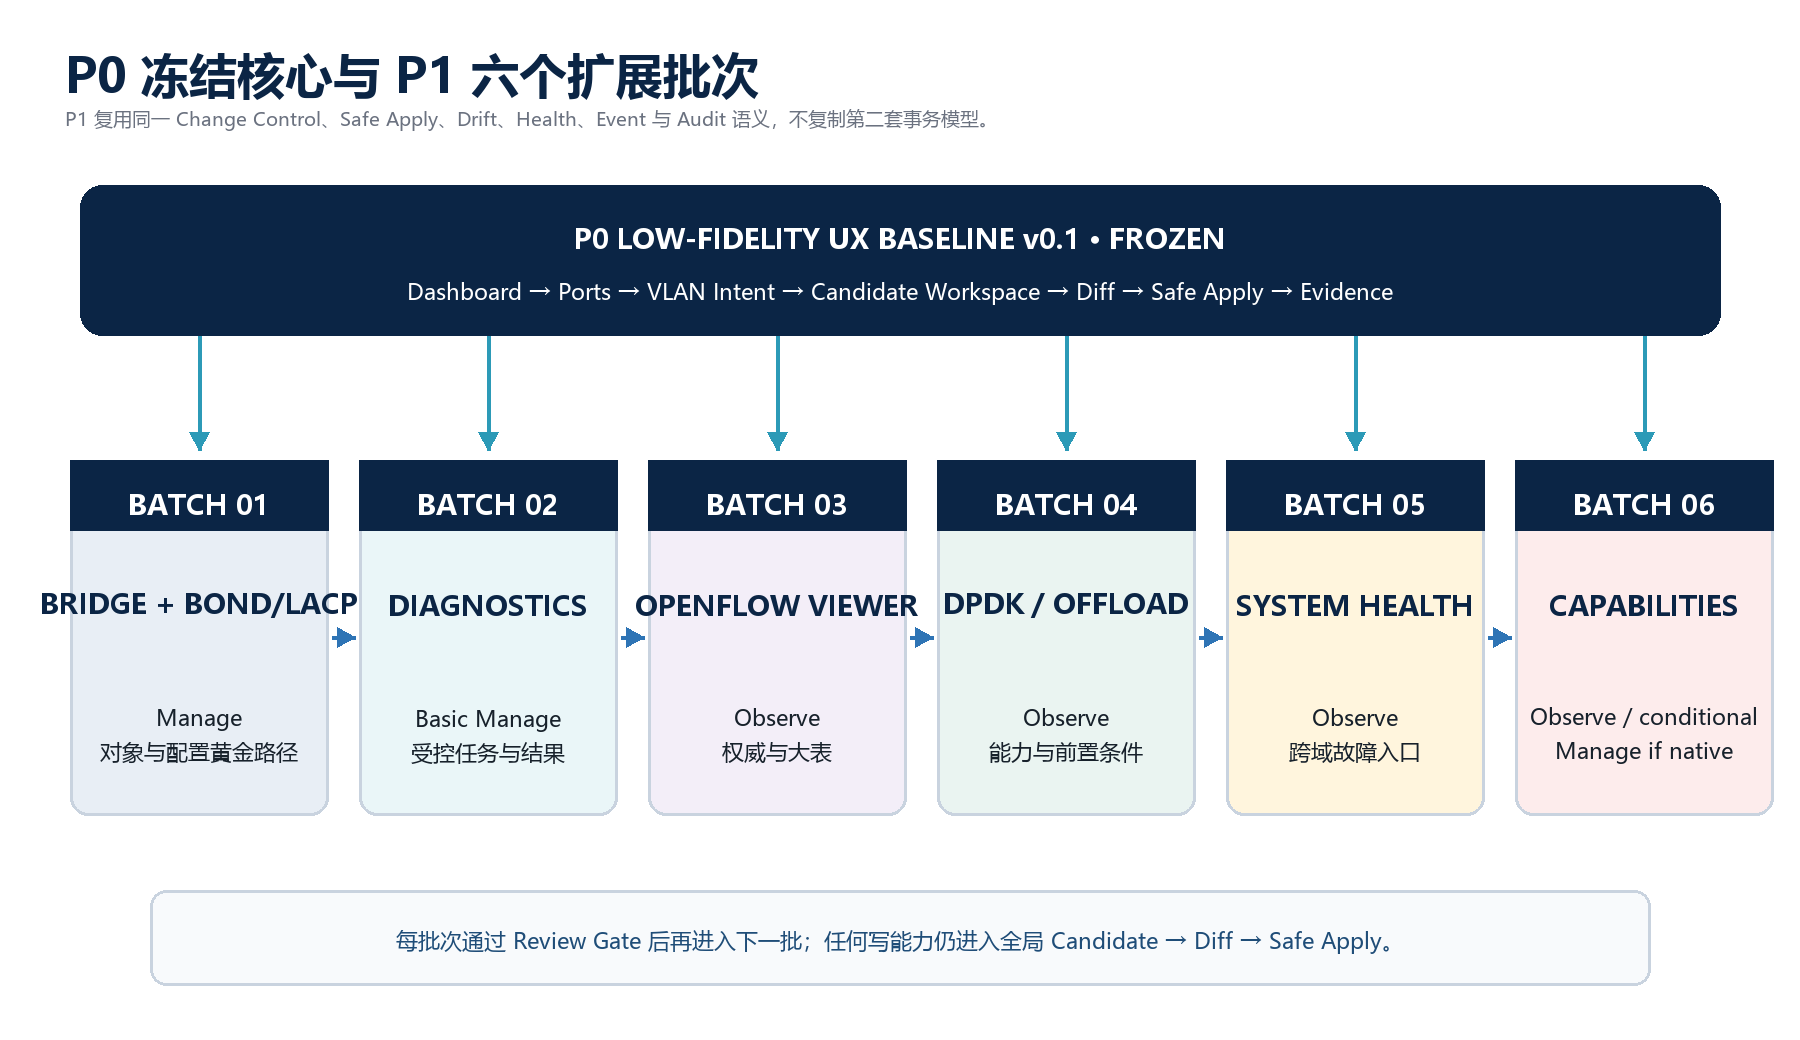 P0 冻结核心与 P1 六个扩展批次
P1 复用同一 Change Control、Safe Apply、Drift、Health、Event 与 Audit 语义，不复制第二套事务模型。
P0 LOW-FIDELITY UX BASELINE v0.1 • FROZEN
Dashboard → Ports → VLAN Intent → Candidate Workspace → Diff → Safe Apply → Evidence
BATCH 01
BRIDGE + BOND/LACP
Manage
对象与配置黄金路径
BATCH 02
DIAGNOSTICS
Basic Manage
受控任务与结果
BATCH 03
OPENFLOW VIEWER
Observe
权威与大表
BATCH 04
DPDK / OFFLOAD
Observe
能力与前置条件
BATCH 05
SYSTEM HEALTH
Observe
跨域故障入口
BATCH 06
CAPABILITIES
Observe / conditional
Manage if native
每批次通过 Review Gate 后再进入下一批；任何写能力仍进入全局 Candidate → Diff → Safe Apply。